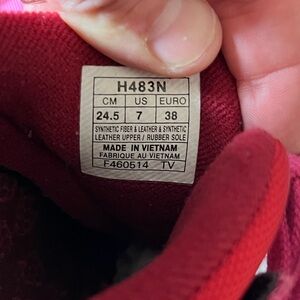 H483N
CM US EURO
24.5 7 38
SYNTHETIC FIBER & LEATHER & SYNTHETIC
LEATHER UPPER / RUBBER SOLE
MADE IN VIETNAM
FABRIQUE AU VIETNAM
F460514 TV